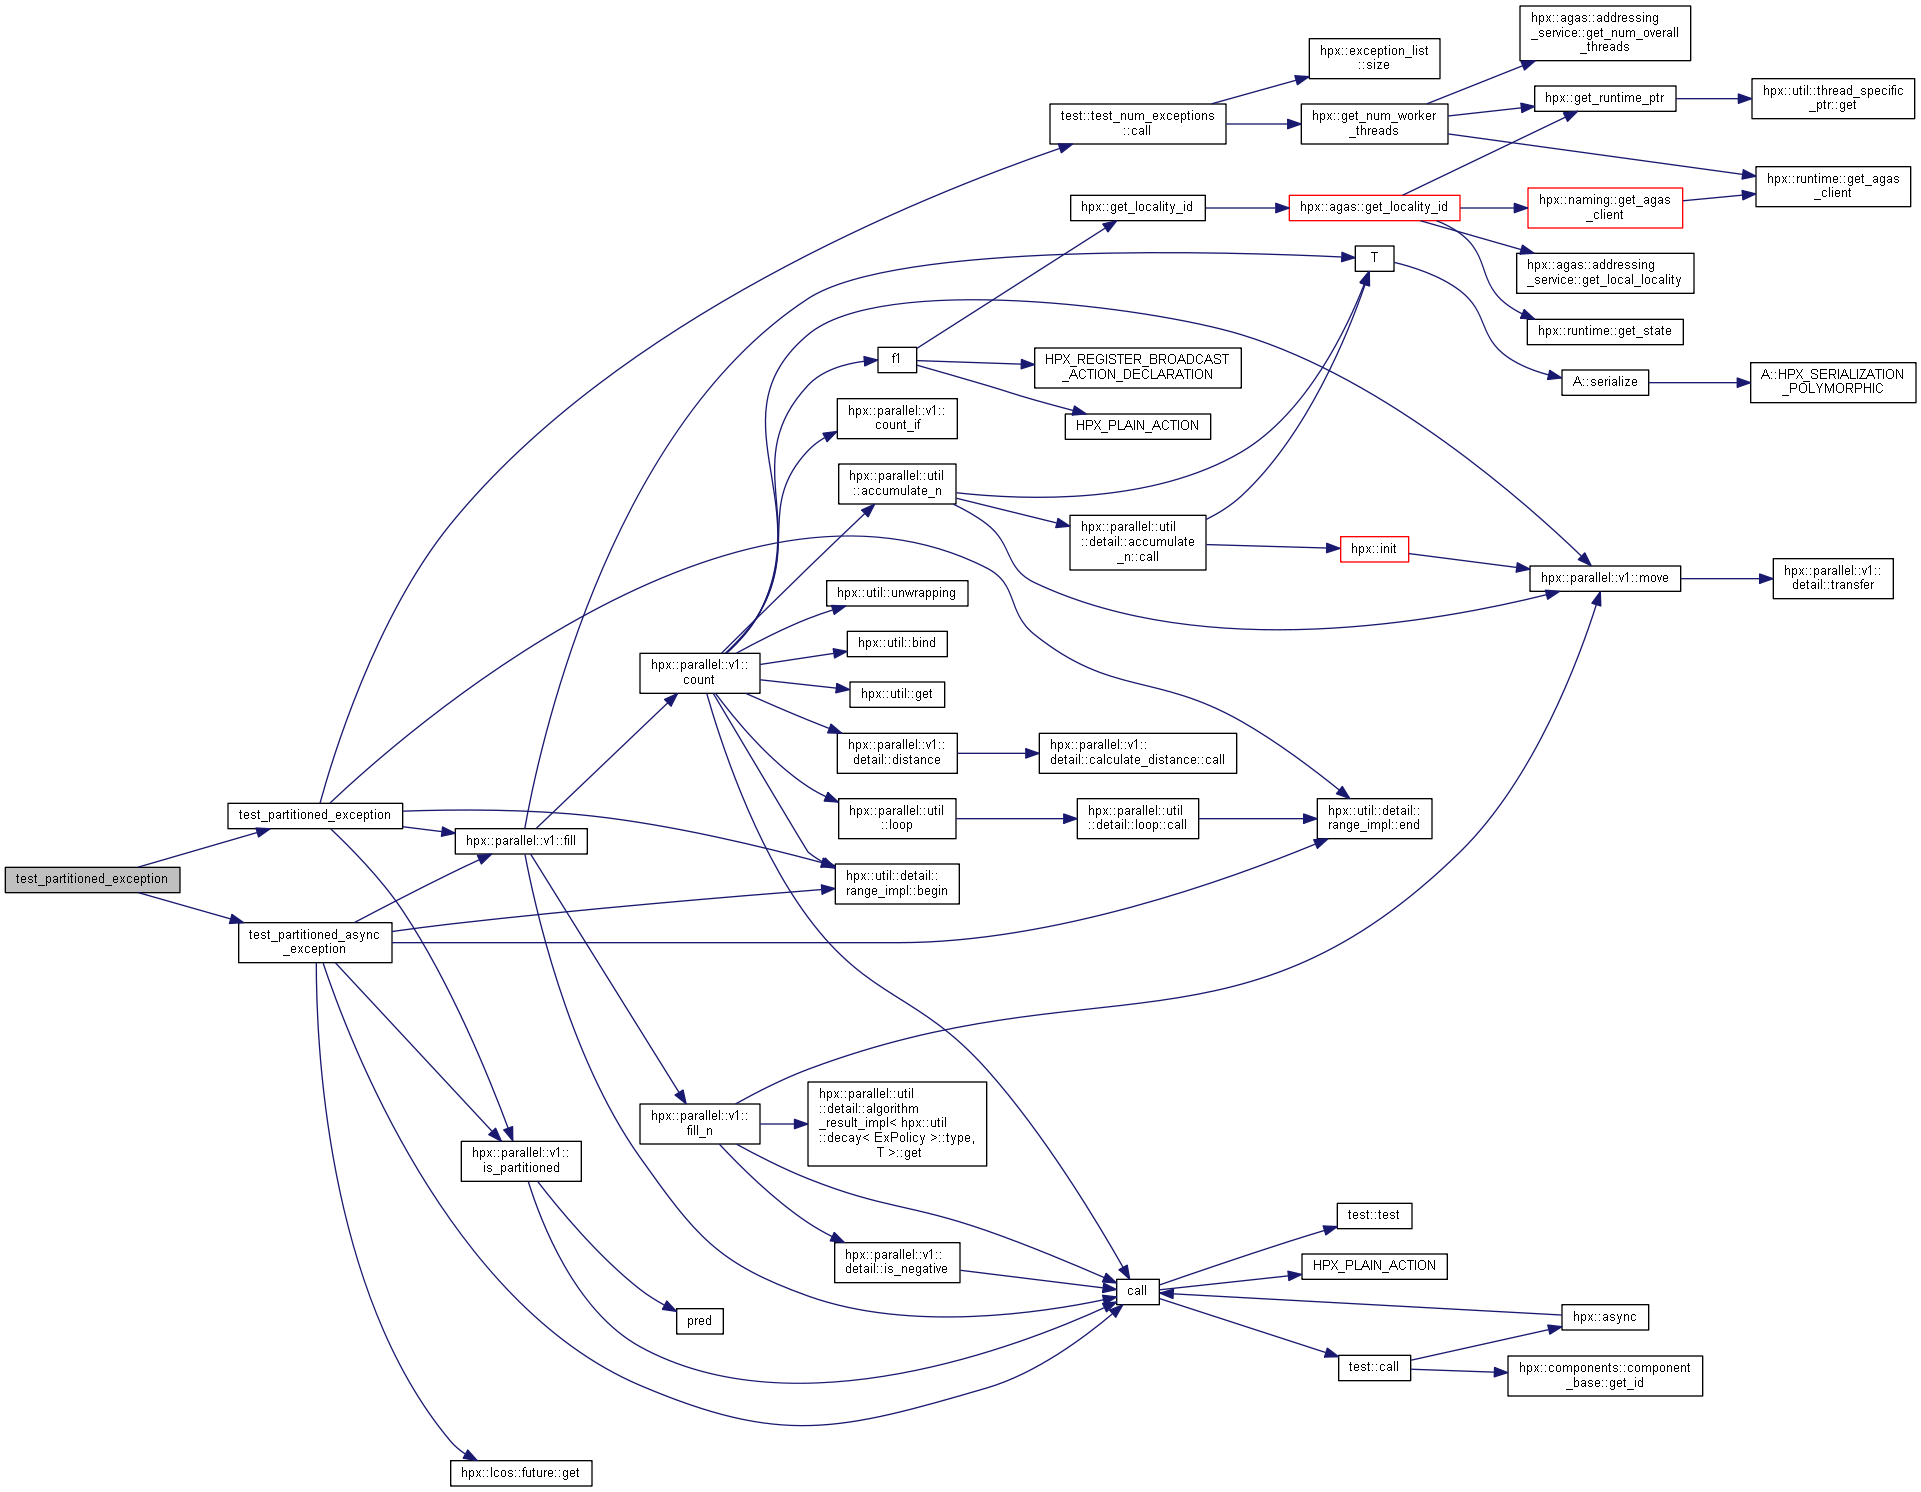 test_partitioned_exception
test_partitioned_exception
test_partitioned_async
_exception
hpx::parallel::v1::fill
hpx::parallel::v1::
is_partitioned
hpx::lcos::future::get
hpx::parallel::v1::
count
hpx::parallel::v1::
fill_n
pred
f1
hpx::parallel::v1::
count_if
hpx::parallel::util
::accumulate_n
hpx::util::unwrapping
hpx::util::bind
hpx::util::get
hpx::parallel::v1::
detail::distance
hpx::parallel::util
::loop
hpx::util::detail::
range_impl::begin
hpx::parallel::util
::detail::algorithm
_result_impl< hpx::util
::decay< ExPolicy >::type,
T >::get
hpx::parallel::v1::
detail::is_negative
test::test_num_exceptions
::call
hpx::get_locality_id
HPX_REGISTER_BROADCAST
_ACTION_DECLARATION
HPX_PLAIN_ACTION
hpx::parallel::util
::detail::accumulate
_n::call
hpx::parallel::v1::
detail::calculate_distance::call
hpx::parallel::util
::detail::loop::call
call
hpx::exception_list
::size
hpx::get_num_worker
_threads
hpx::agas::get_locality_id
T
hpx::init
hpx::util::detail::
range_impl::end
test::test
HPX_PLAIN_ACTION
test::call
hpx::agas::addressing
_service::get_num_overall
_threads
hpx::get_runtime_ptr
hpx::naming::get_agas
_client
hpx::agas::addressing
_service::get_local_locality
hpx::runtime::get_state
A::serialize
hpx::parallel::v1::move
hpx::async
hpx::components::component
_base::get_id
hpx::util::thread_specific
_ptr::get
hpx::runtime::get_agas
_client
A::HPX_SERIALIZATION
_POLYMORPHIC
hpx::parallel::v1::
detail::transfer